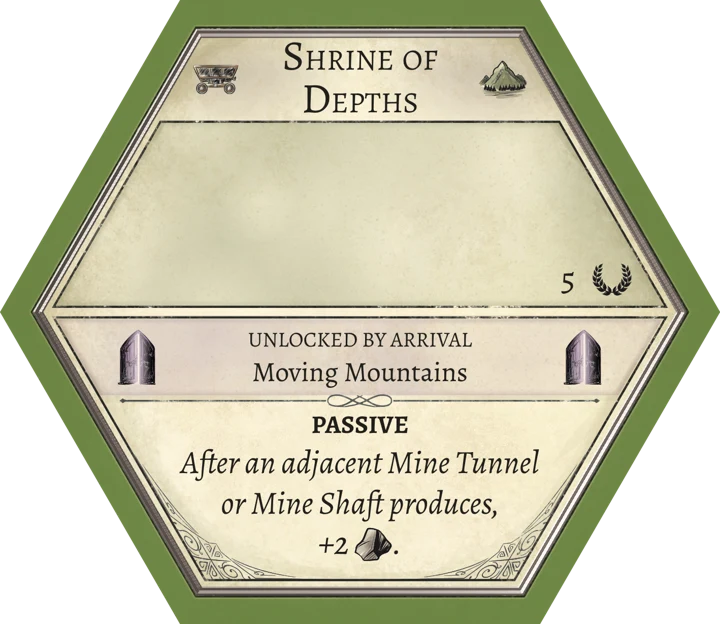 Shrine of
Depths
5
UNLOCKED BY ARRIVAL
Moving Mountains
PASSIVE
After an adjacent Mine Tunnel
or Mine Shaft produces,
+2 .